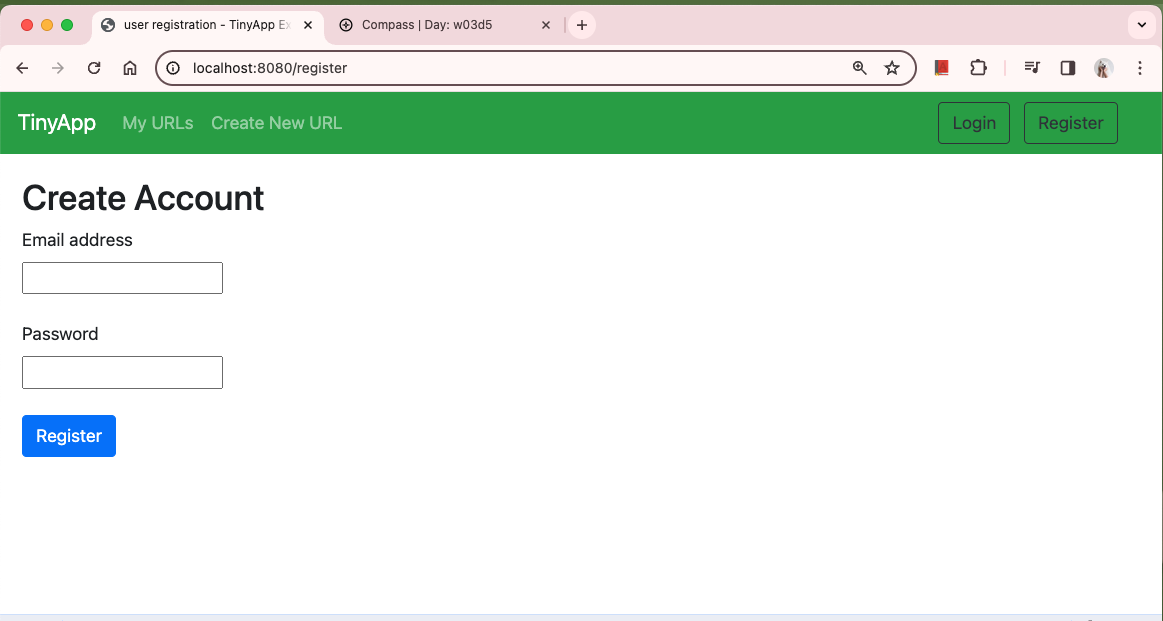 user registration - TinyApp Ex
Compass | Day: w03d5
localhost:8080/register
TinyApp My URLs Create New URL Login Register
Create Account
Email address
Password
Register